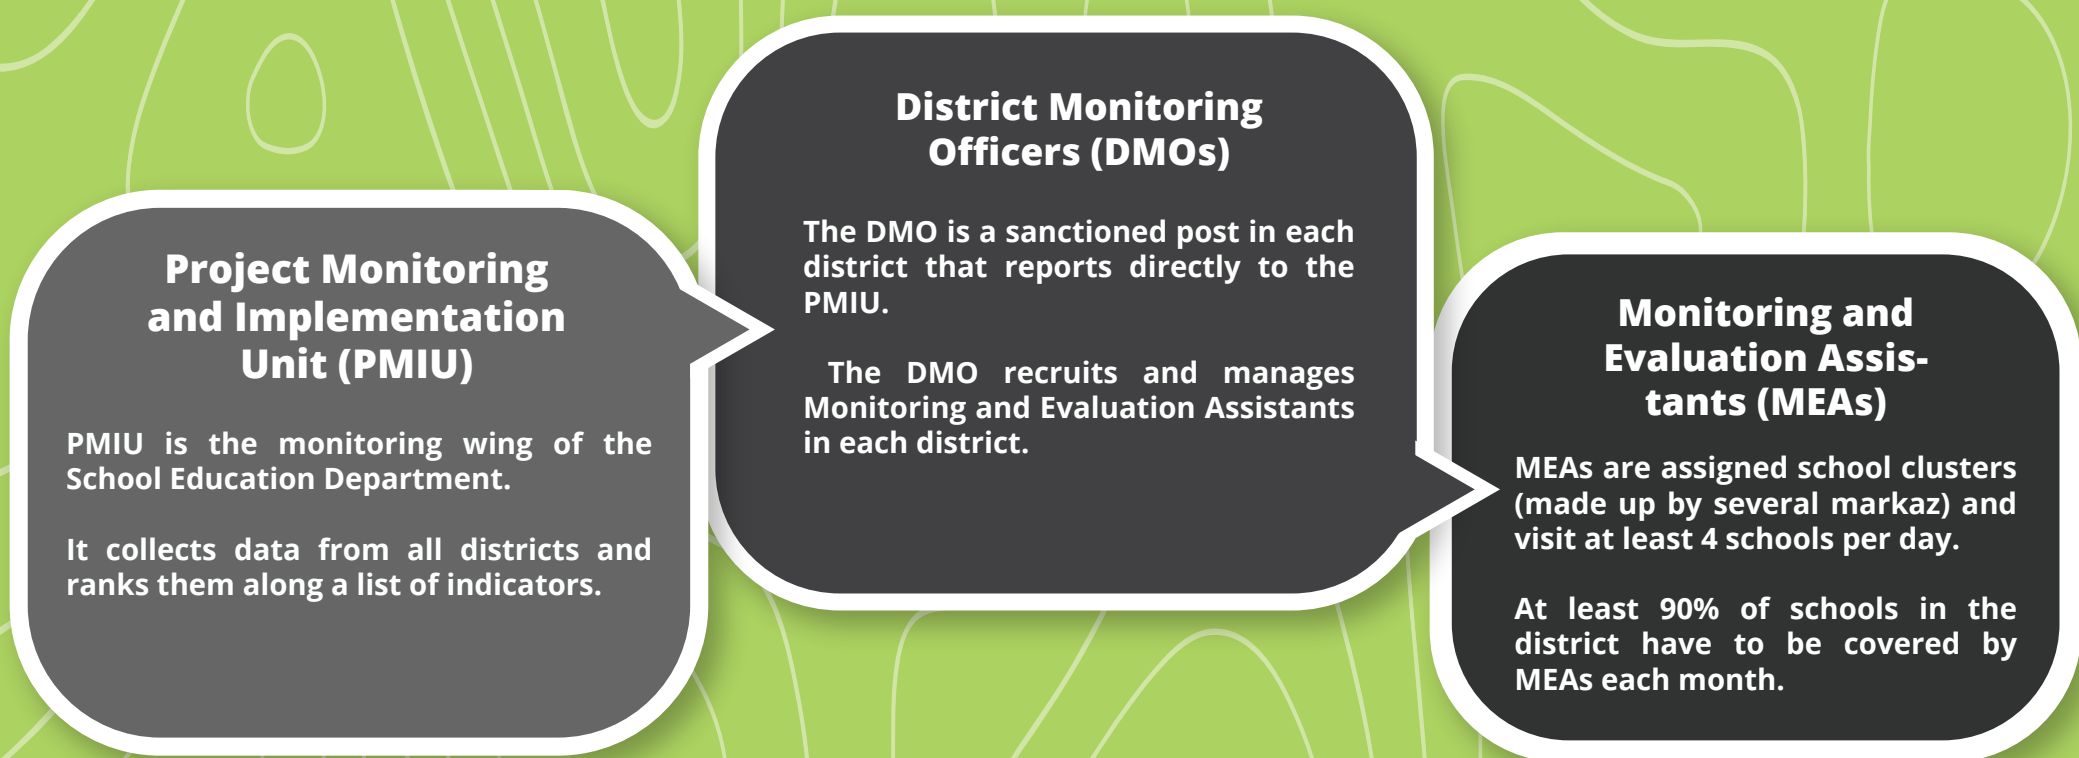 Project Monitoring
and Implementation
Unit (PMIU)
PMIU is the monitoring wing of the
School Education Department.
It collects data from all districts and
ranks them along a list of indicators.
District Monitoring
Officers (DMOs)
The DMO is a sanctioned post in each
district that reports directly to the
PMIU.
The DMO recruits and manages
Monitoring and Evaluation Assistants
in each district.
Monitoring and
Evaluation Assis-
tants (MEAs)
MEAs are assigned school clusters
(made up by several markaz) and
visit at least 4 schools per day.
At least 90% of schools in the
district have to be covered by
MEAs each month.